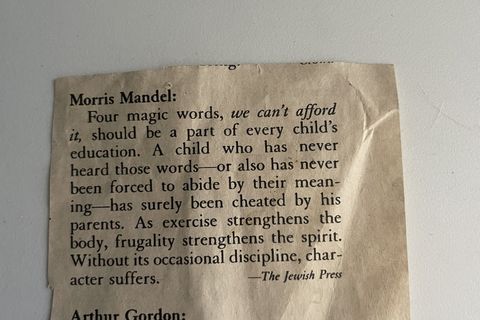 Morris Mandel:
Four magic words, we can't afford
it, should be a part of every child's
education. A child who has never
heard those words—or also has never
been forced to abide by their mean-
ing—has surely been cheated by his
parents. As exercise strengthens the
body, frugality strengthens the spirit.
Without its occasional discipline, char-
acter suffers. —The Jewish Press
Arthur Gordon: